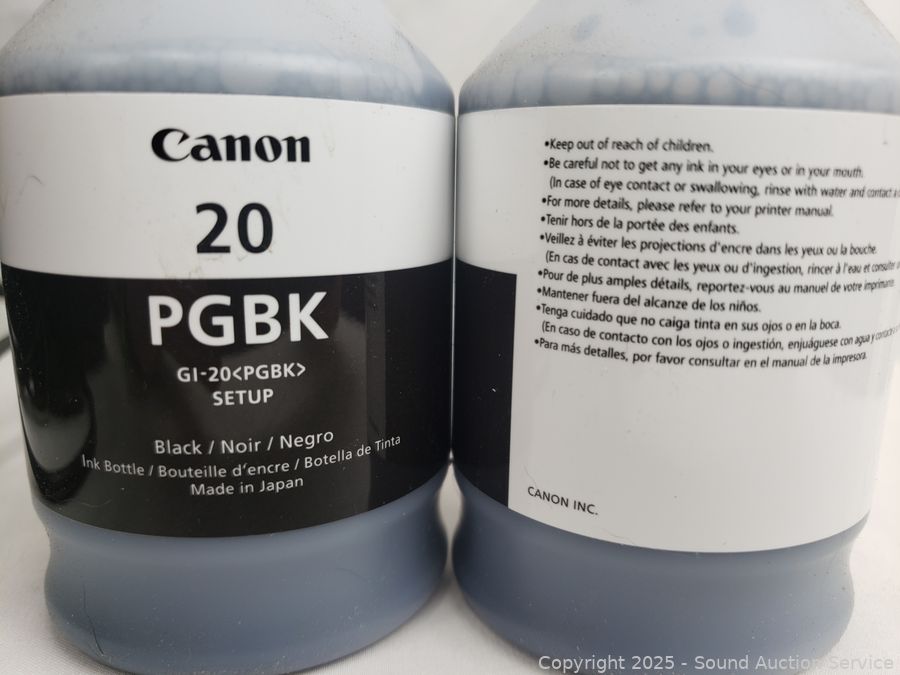 Canon
20
PGBK
GI-20<PGBK>
SETUP
Black / Noir / Negro
Ink Bottle / Bouteille d'encre / Botella de Tinta
Made in Japan
•Keep out of reach of children.
•Be careful not to get any ink in your eyes or in your mouth.
(In case of eye contact or swallowing, rinse with water and contact a
•For more details, please refer to your printer manual.
•Tenir hors de la portée des enfants.
•Veillez à éviter les projections d'encre dans les yeux ou la bouche.
(En cas de contact avec les yeux ou d'ingestion, rincer à l'eau et consulter
•Pour de plus amples détails, reportez-vous au manuel de votre imprimante.
•Mantener fuera del alcance de los niños.
•Tenga cuidado que no caiga tinta en sus ojos o en la boca.
(En caso de contacto con los ojos o ingestión, enjuáguese con agua y
•Para más detalles, por favor consultar en el manual de la impresora.
CANON INC.
Copyright 2025 - Sound Auction Service